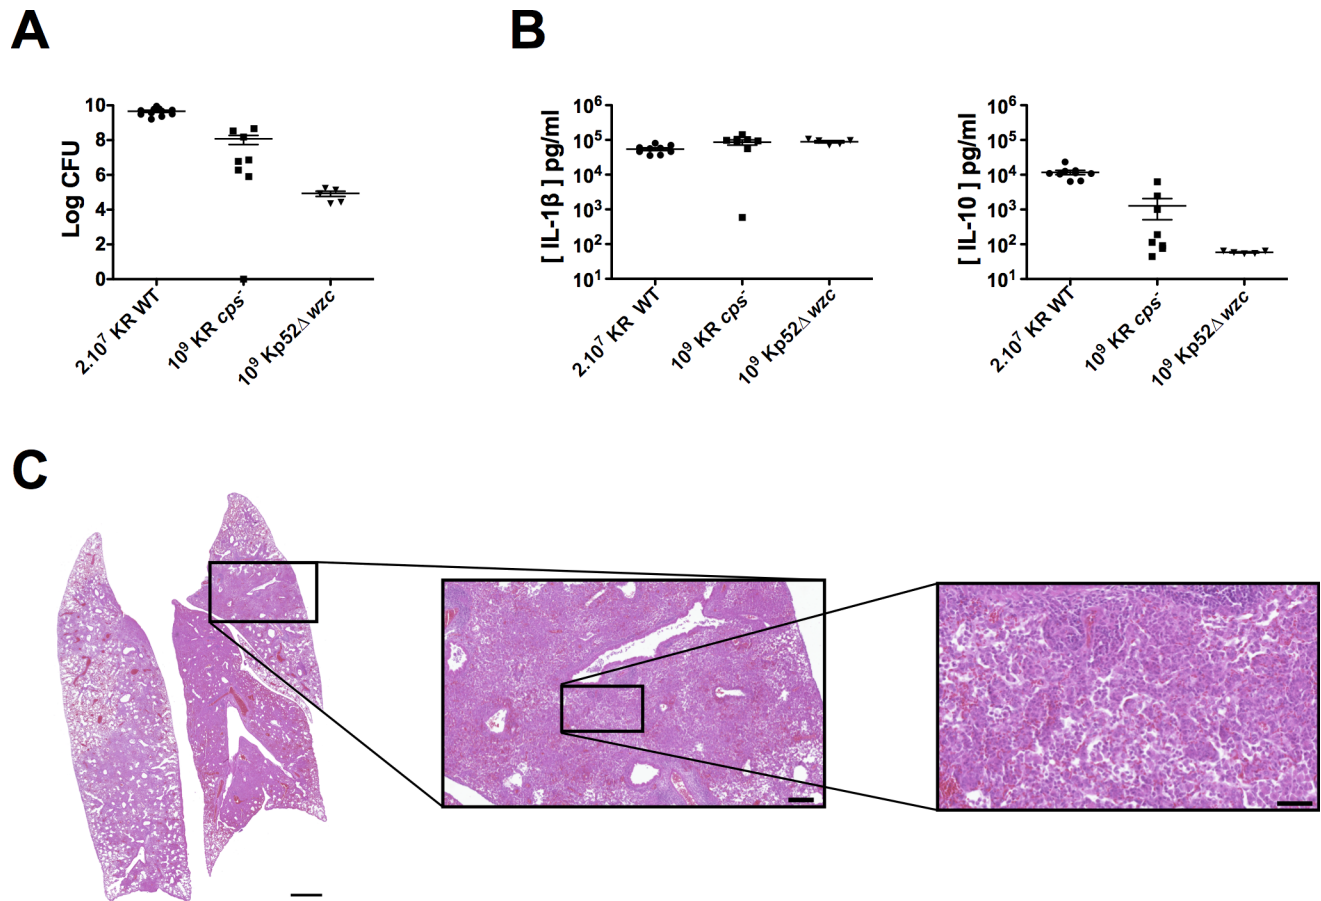 A
B
Log CFU
10
8
6
4
2
0
2.10⁷ KR WT
10⁹ KR cps⁻
10⁹ Kp52Δwzc
[ IL-1β ] pg/ml
10⁶
10⁵
10⁴
10³
10²
10¹
2.10⁷ KR WT
10⁹ KR cps⁻
10⁹ Kp52Δwzc
[ IL-10 ] pg/ml
10⁶
10⁵
10⁴
10³
10²
10¹
2.10⁷ KR WT
10⁹ KR cps⁻
10⁹ Kp52Δwzc
C